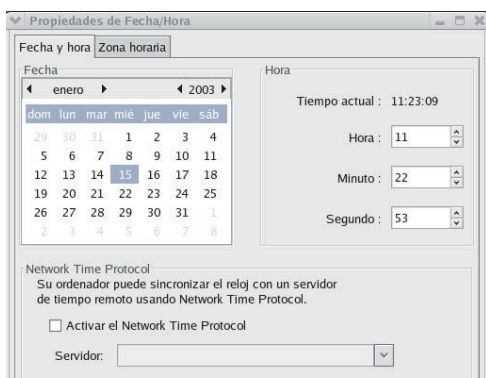 Propiedades de Fecha/Hora
Fecha y hora Zona horaria
Fecha
enero 2003
dom lun mar mié jue vie sáb
29 30 31 1 2 3 4
5 6 7 8 9 10 11
12 13 14 15 16 17 18
19 20 21 22 23 24 25
26 27 28 29 30 31 1
2 3 4 5 6 7 8
Hora
Tiempo actual : 11:23:09
Hora : 11
Minuto : 22
Segundo : 53
Network Time Protocol
Su ordenador puede sincronizar el reloj con un servidor
de tiempo remoto usando Network Time Protocol.
Activar el Network Time Protocol
Servidor: